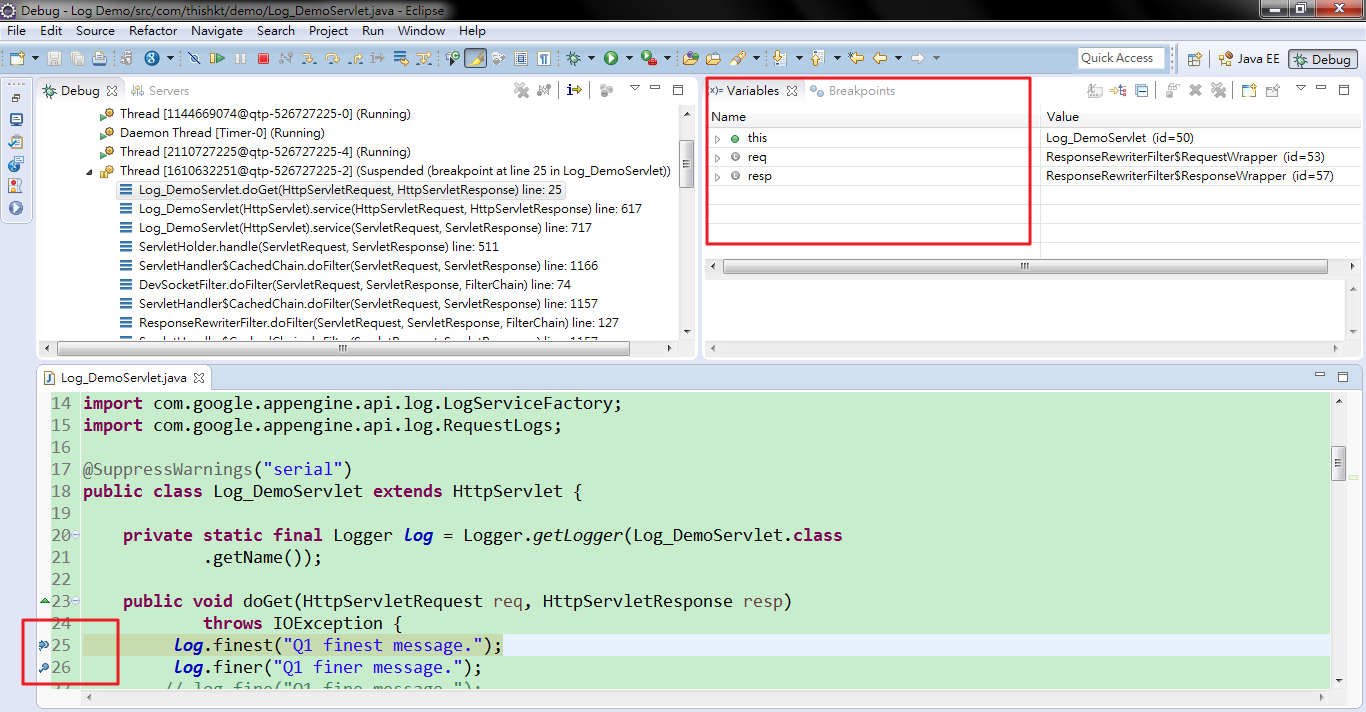 Debug - Log Demo/src/com/thishkt/demo/Log_DemoServlet.java - Eclipse
File Edit Source Refactor Navigate Search Project Run Window Help
Quick Access Java EE Debug
Debug Servers
Thread [1144669074@qtp-526727225-0] (Running)
Daemon Thread [Timer-0] (Running)
Thread [2110727225@qtp-526727225-4] (Running)
Thread [1610632251@qtp-526727225-2] (Suspended (breakpoint at line 25 in Log_DemoServlet))
Log_DemoServlet.doGet(HttpServletRequest, HttpServletResponse) line: 25
Log_DemoServlet(HttpServlet).service(HttpServletRequest, HttpServletResponse) line: 617
Log_DemoServlet(HttpServlet).service(ServletRequest, ServletResponse) line: 717
ServletHolder.handle(ServletRequest, ServletResponse) line: 511
ServletHandler$CachedChain.doFilter(ServletRequest, ServletResponse) line: 1166
DevSocketFilter.doFilter(ServletRequest, ServletResponse, FilterChain) line: 74
ServletHandler$CachedChain.doFilter(ServletRequest, ServletResponse) line: 1157
ResponseRewriterFilter.doFilter(ServletRequest, ServletResponse, FilterChain) line: 127
ServletHandler$CachedChain.doFilter(ServletRequest, ServletResponse) line: 1157
(x)= Variables Breakpoints
Name Value
this Log_DemoServlet (id=50)
req ResponseRewriterFilter$RequestWrapper (id=53)
resp ResponseRewriterFilter$ResponseWrapper (id=57)
Log_DemoServlet.java
14 import com.google.appengine.api.log.LogServiceFactory;
15 import com.google.appengine.api.log.RequestLogs;
16
17 @SuppressWarnings("serial")
18 public class Log_DemoServlet extends HttpServlet {
19
20 private static final Logger log = Logger.getLogger(Log_DemoServlet.class
21 .getName());
22
23 public void doGet(HttpServletRequest req, HttpServletResponse resp)
24 throws IOException {
25 log.finest("Q1 finest message.");
26 log.finer("Q1 finer message.");
27 // log.fine("Q1 fine message.");